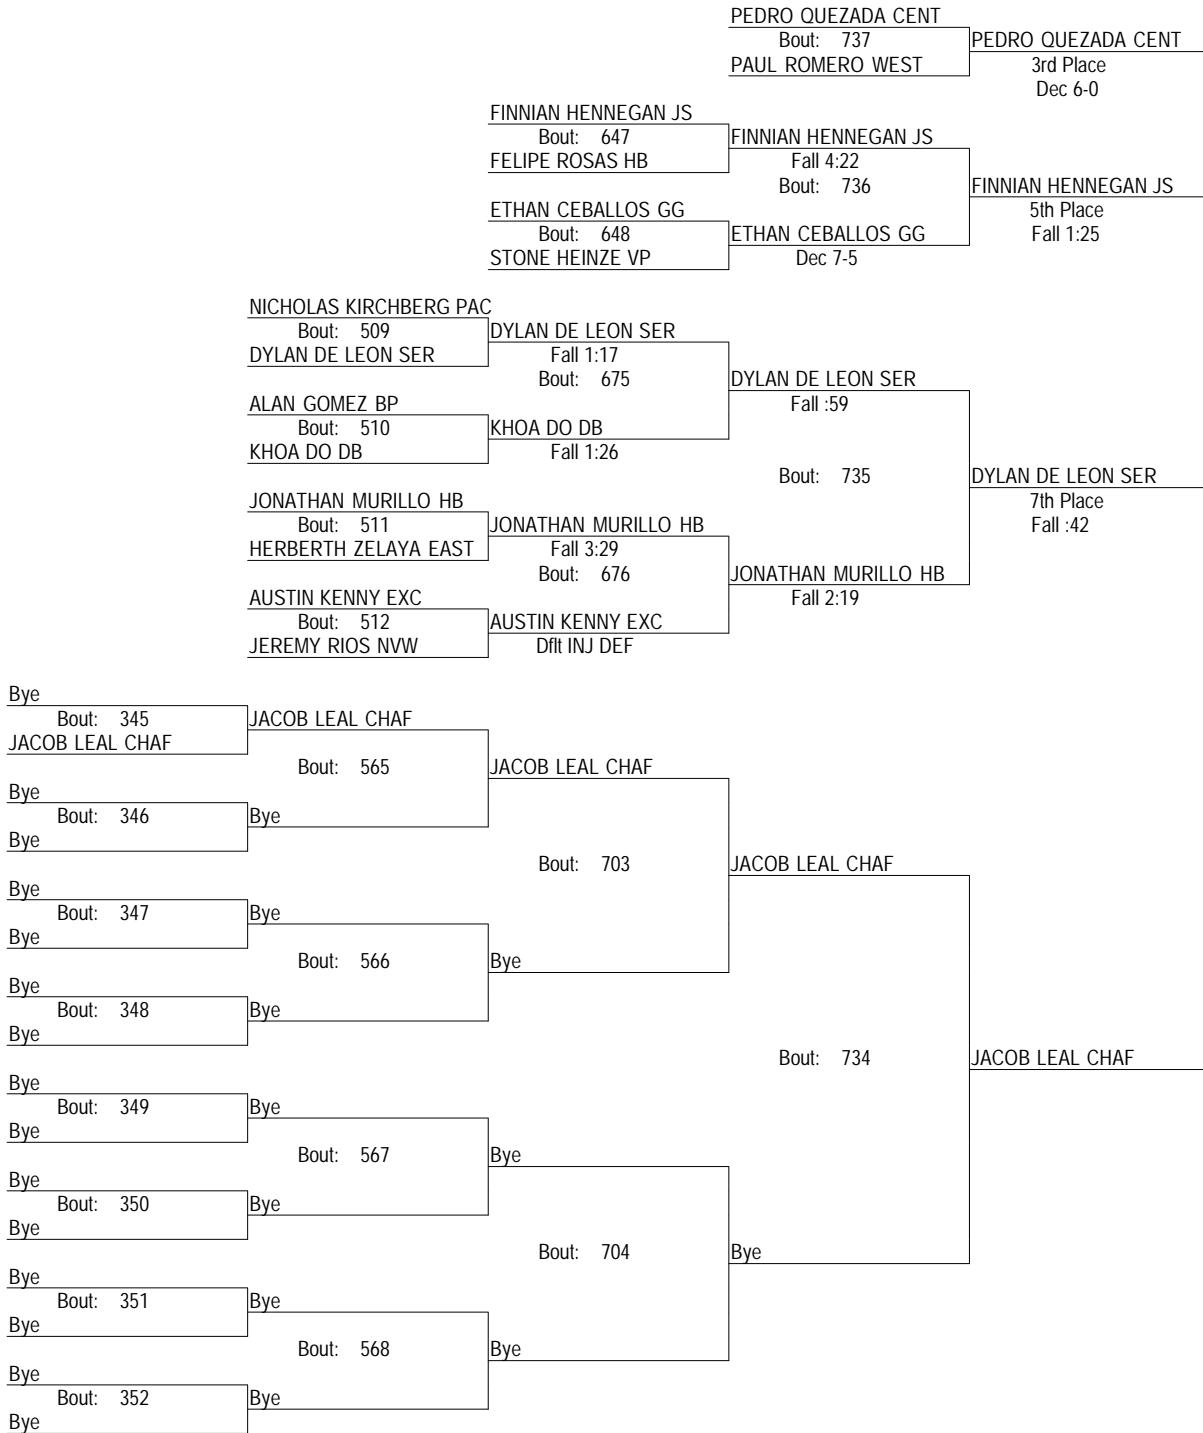 PEDRO QUEZADA CENT
Bout: 737
PEDRO QUEZADA CENT
PAUL ROMERO WEST
3rd Place
Dec 6-0
FINNIAN HENNEGAN JS
Bout: 647
FINNIAN HENNEGAN JS
FELIPE ROSAS HB
Fall 4:22
Bout: 736
FINNIAN HENNEGAN JS
ETHAN CEBALLOS GG
5th Place
Bout: 648
ETHAN CEBALLOS GG
Fall 1:25
STONE HEINZE VP
Dec 7-5
NICHOLAS KIRCHBERG PAC
Bout: 509
DYLAN DE LEON SER
DYLAN DE LEON SER
Fall 1:17
Bout: 675
DYLAN DE LEON SER
ALAN GOMEZ BP
Fall :59
Bout: 510
KHOA DO DB
KHOA DO DB
Fall 1:26
Bout: 735
DYLAN DE LEON SER
JONATHAN MURILLO HB
7th Place
Bout: 511
JONATHAN MURILLO HB
Fall :42
HERBERTH ZELAYA EAST
Fall 3:29
Bout: 676
JONATHAN MURILLO HB
AUSTIN KENNY EXC
Fall 2:19
Bout: 512
AUSTIN KENNY EXC
JEREMY RIOS NVW
Dflt INJ DEF
Bye
Bout: 345
JACOB LEAL CHAF
JACOB LEAL CHAF
Bout: 565
JACOB LEAL CHAF
Bye
Bout: 346
Bye
Bye
Bout: 703
JACOB LEAL CHAF
Bye
Bout: 347
Bye
Bye
Bout: 566
Bye
Bye
Bout: 348
Bye
Bye
Bout: 734
JACOB LEAL CHAF
Bye
Bout: 349
Bye
Bye
Bout: 567
Bye
Bye
Bout: 350
Bye
Bye
Bout: 704
Bye
Bye
Bout: 351
Bye
Bye
Bout: 568
Bye
Bye
Bout: 352
Bye
Bye